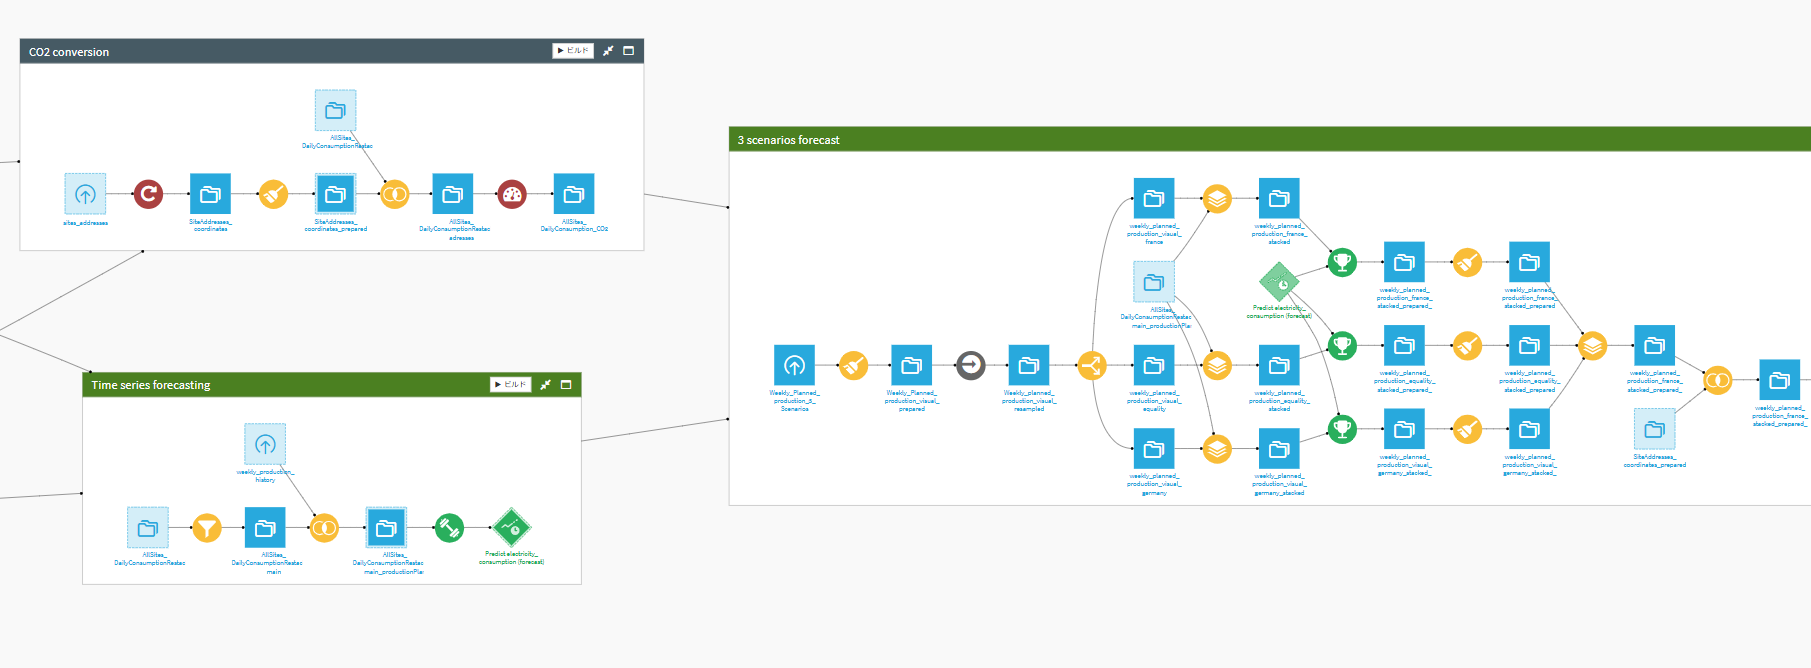 CO2 conversion
ビルド
AllSites_
DailyConsumptionRestac
sites_addresses
SiteAddresses_
coordinates
SiteAddresses_
coordinates_prepared
AllSites_
DailyConsumptionRestac
adresses
AllSites_
DailyConsumption_CO2
Time series forecasting
ビルド
weekly_production_
history
AllSites_
DailyConsumptionRestac
AllSites_
DailyConsumptionRestac
main
AllSites_
DailyConsumptionRestac
main_productionPlan
Predict electricity_
consumption (forecast)
3 scenarios forecast
weekly_planned_
production_visual_
france
weekly_planned_
production_france_
stacked
AllSites_
DailyConsumptionRestac
main_productionPlan
Predict electricity_
consumption (forecast)
weekly_planned_
production_france_
stacked_prepared_
weekly_planned_
production_france_
stacked_prepared
Weekly_Planned_
production_3_
Scenarios
Weekly_Planned_
production_visual_
prepared
Weekly_planned_
production_visual_
resampled
weekly_planned_
production_visual_
equality
weekly_planned_
production_equality_
stacked
weekly_planned_
production_equality_
stacked_prepared_
weekly_planned_
production_equality_
stacked_prepared
weekly_planned_
production_france_
stacked_prepared_
weekly_planned_
production_france_
stacked_prepared_
weekly_planned_
production_visual_
germany
weekly_planned_
production_visual_
germany_stacked
weekly_planned_
production_visual_
germany_stacked_
weekly_planned_
production_visual_
germany_stacked_
SiteAddresses_
coordinates_prepared